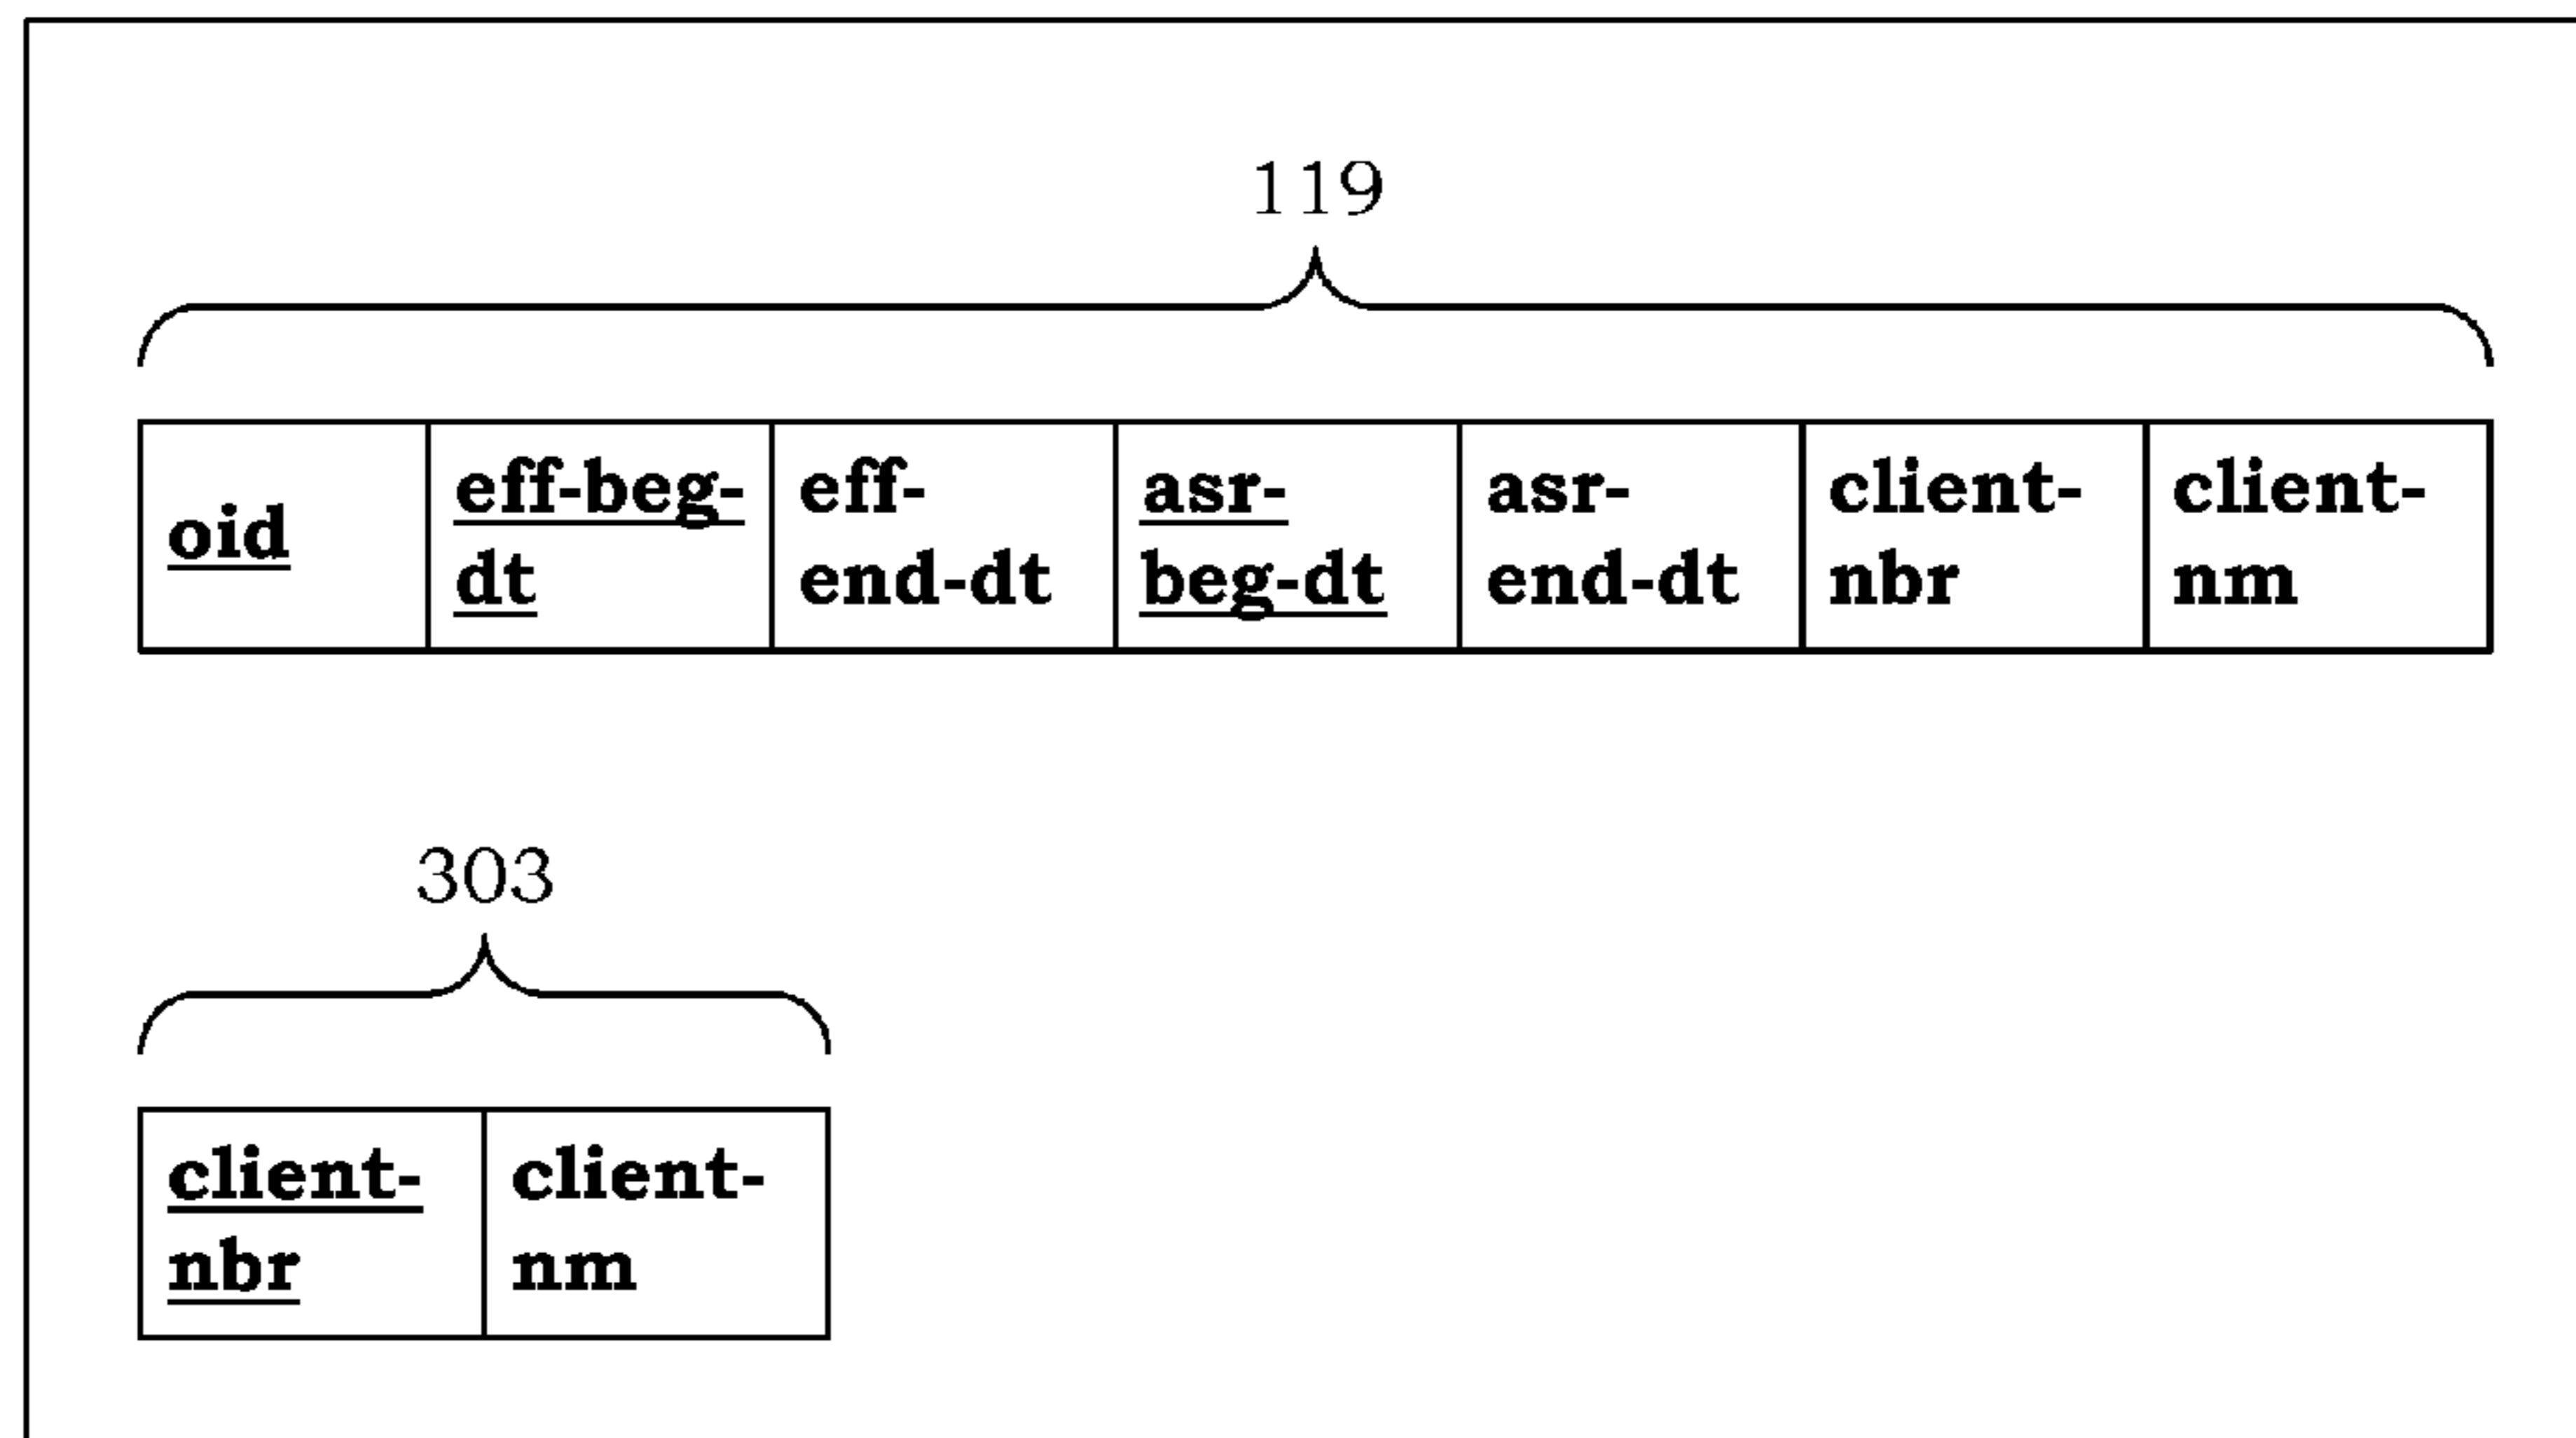 119
oid
eff-beg-
dt
eff-
end-dt
asr-
beg-dt
asr-
end-dt
client-
nbr
client-
nm
303
client-
nbr
client-
nm